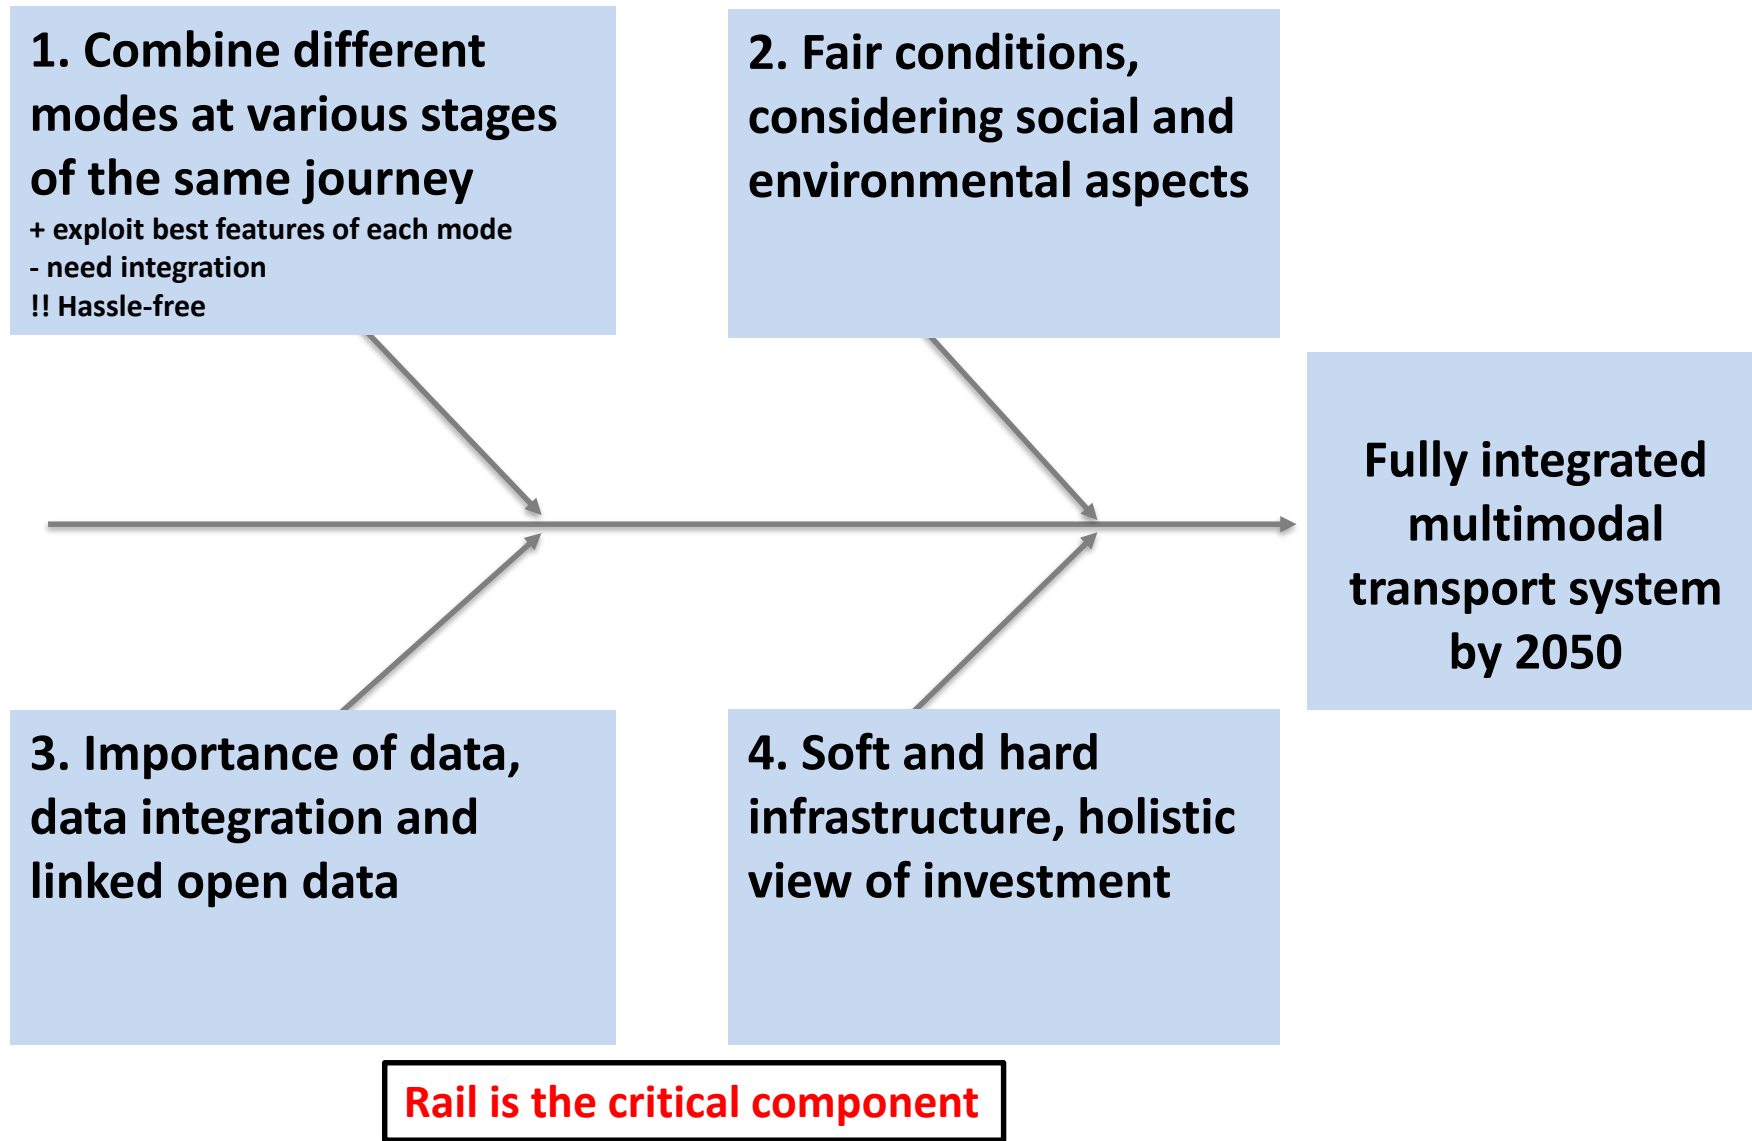 1. Combine different
modes at various stages
of the same journey
+ exploit best features of each mode
- need integration
!! Hassle-free
2. Fair conditions,
considering social and
environmental aspects
Fully integrated
multimodal
transport system
by 2050
3. Importance of data,
data integration and
linked open data
4. Soft and hard
infrastructure, holistic
view of investment
Rail is the critical component